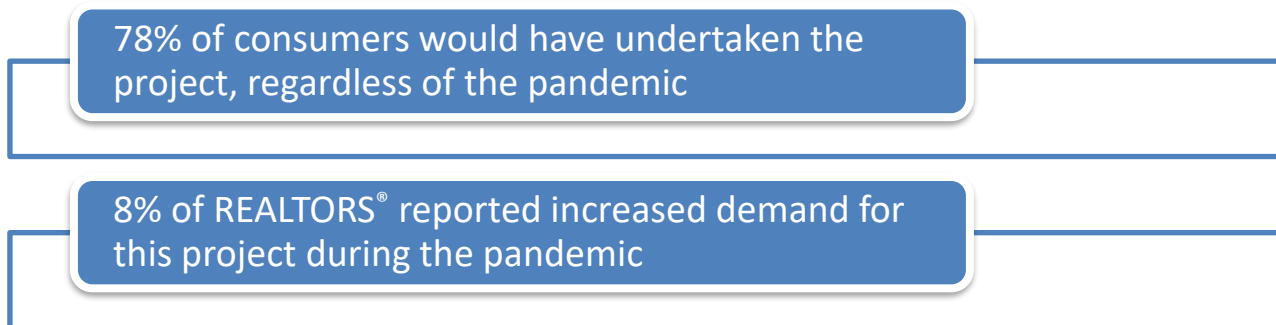 78% of consumers would have undertaken the
project, regardless of the pandemic
8% of REALTORS® reported increased demand for
this project during the pandemic